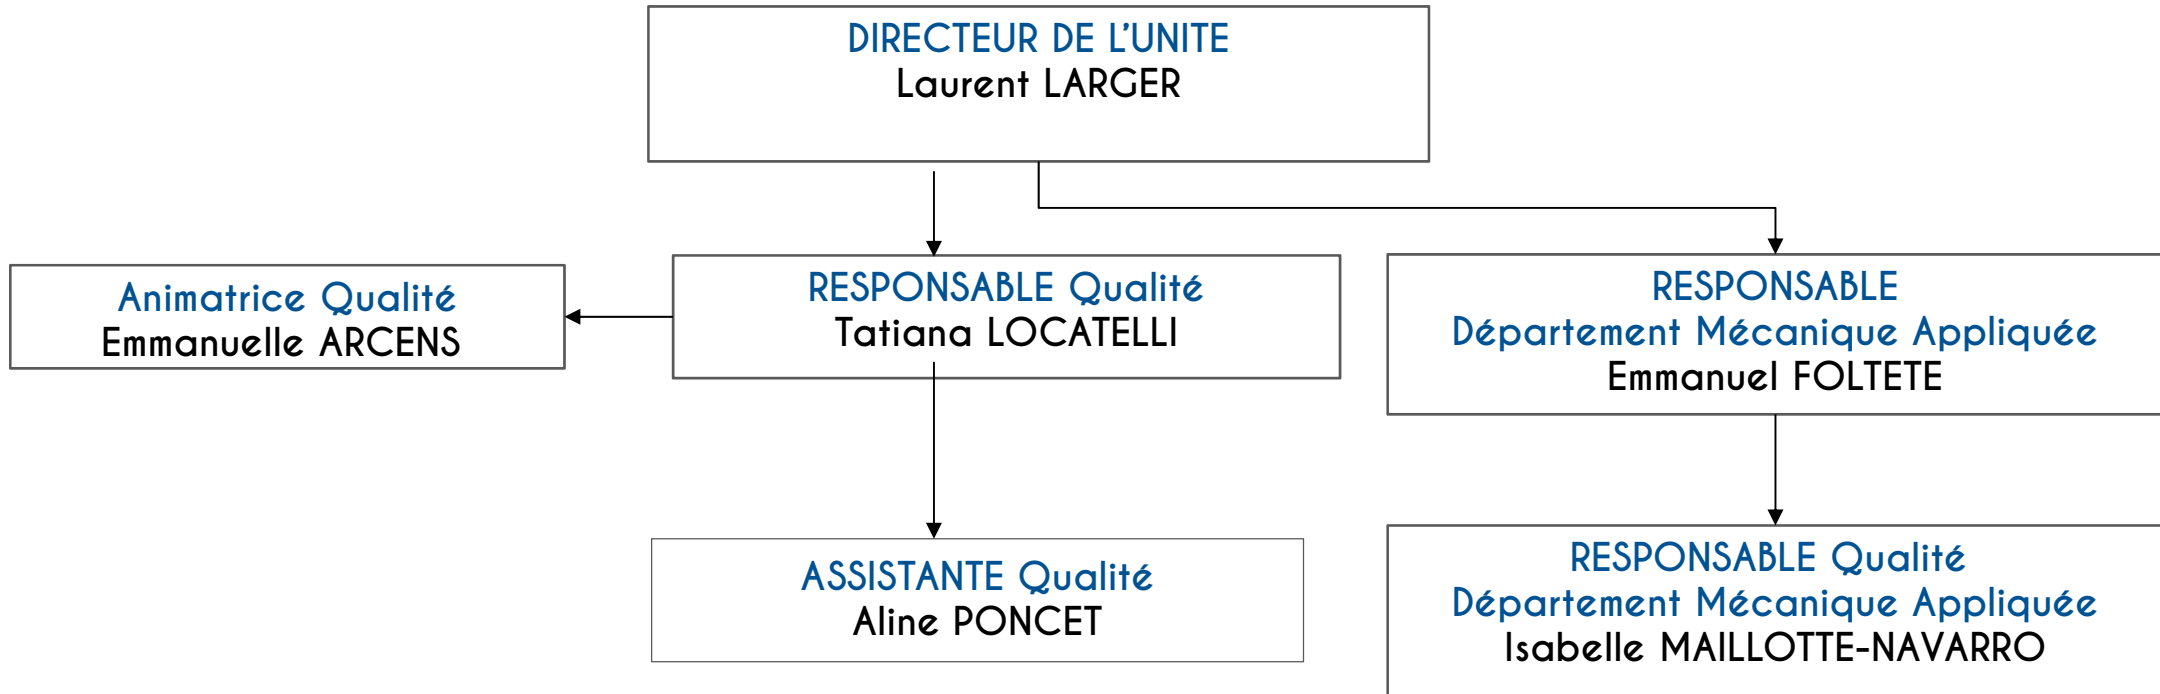 DIRECTEUR DE L'UNITE
Laurent LARGER
Animatrice Qualité
Emmanuelle ARCENS
RESPONSABLE Qualité
Tatiana LOCATELLI
RESPONSABLE
Département Mécanique Appliquée
Emmanuel FOLTETE
ASSISTANTE Qualité
Aline PONCET
RESPONSABLE Qualité
Département Mécanique Appliquée
Isabelle MAILLOTTE-NAVARRO